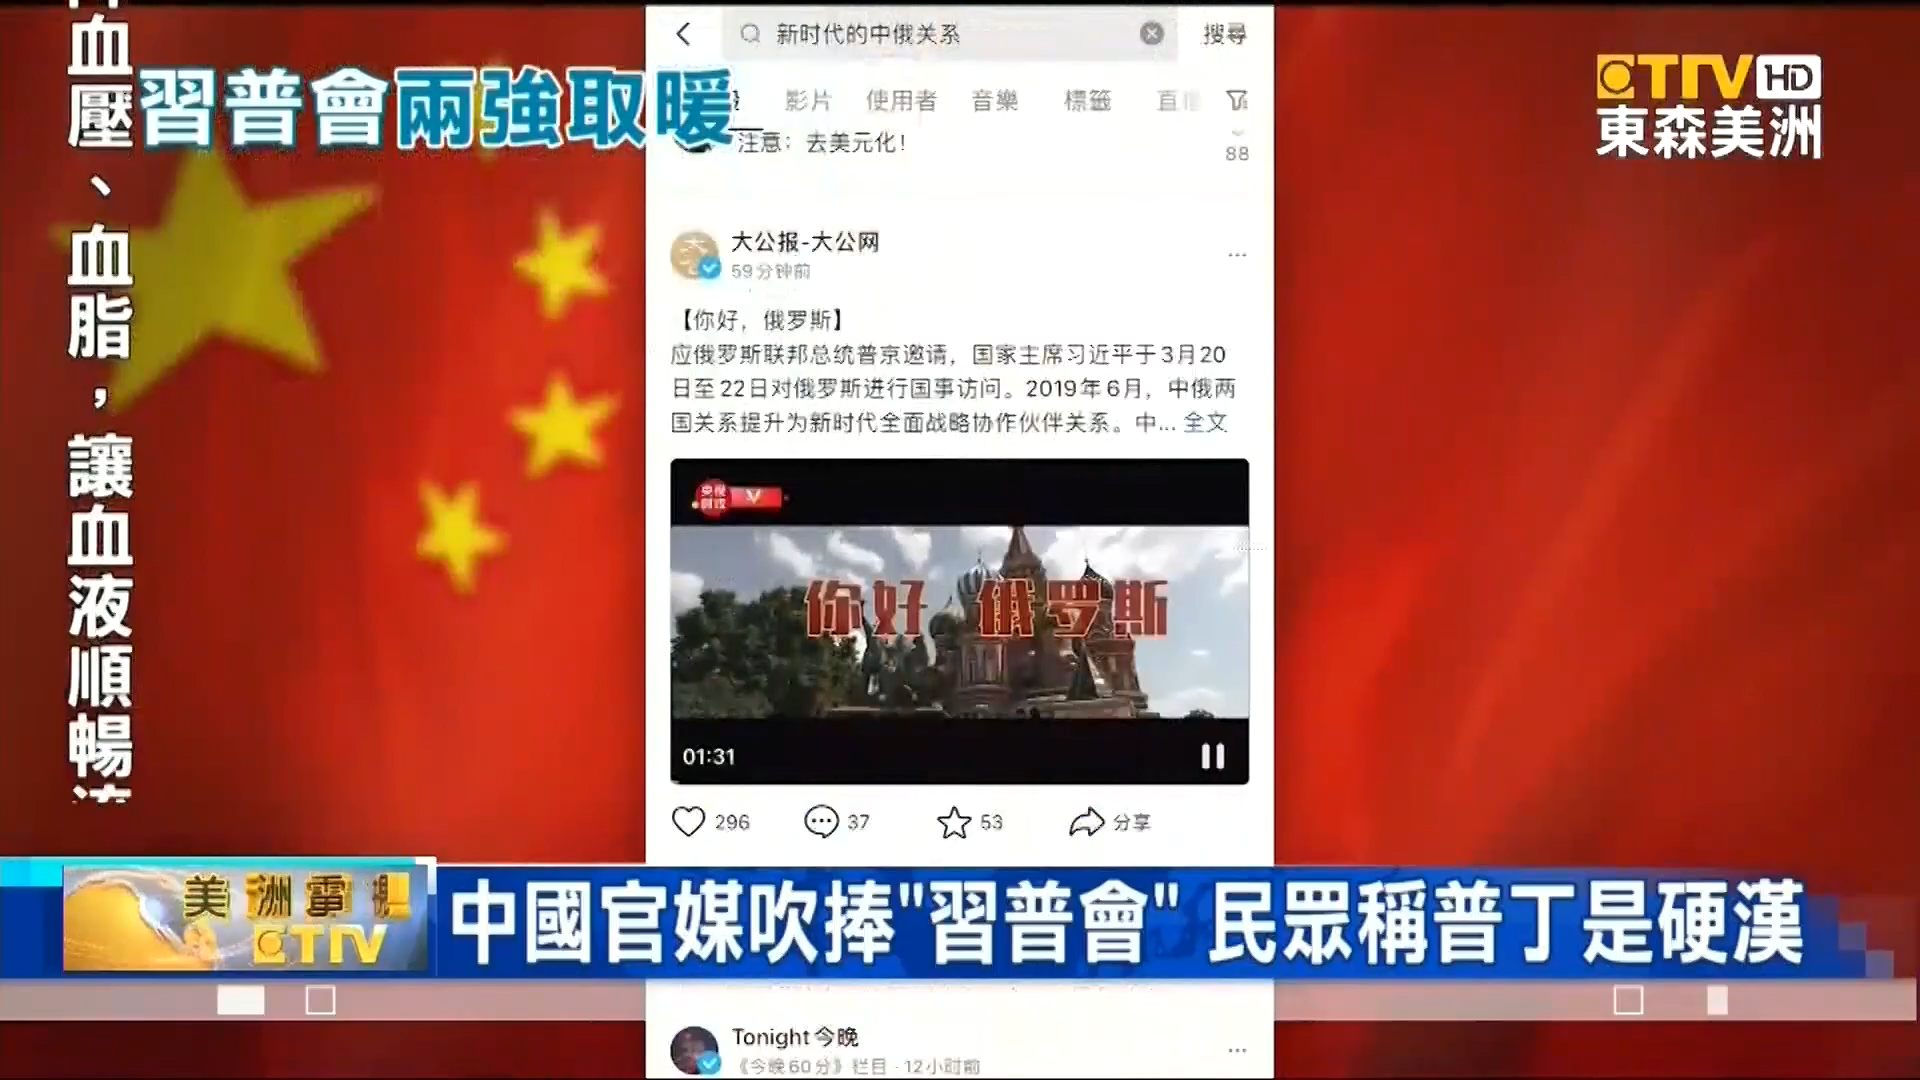 新时代的中俄关系
搜尋
影片 使用者 音樂 標籤
注意：去美元化！
88
大公报-大公网
59分钟前
【你好，俄罗斯】
应俄罗斯联邦总统普京邀请，国家主席习近平于3月20
日至22日对俄罗斯进行国事访问。2019年6月，中俄两
国关系提升为新时代全面战略协作伙伴关系。中... 全文
你好 俄罗斯
01:31
296
37
53
分享
Tonight 今晚
《今晚60分》栏目 · 12小时前
習普會兩強取暖
血壓、血脂，讓血液順暢
ETTV HD
東森美洲
美洲電視
ETTV
中國官媒吹捧"習普會" 民眾稱普丁是硬漢